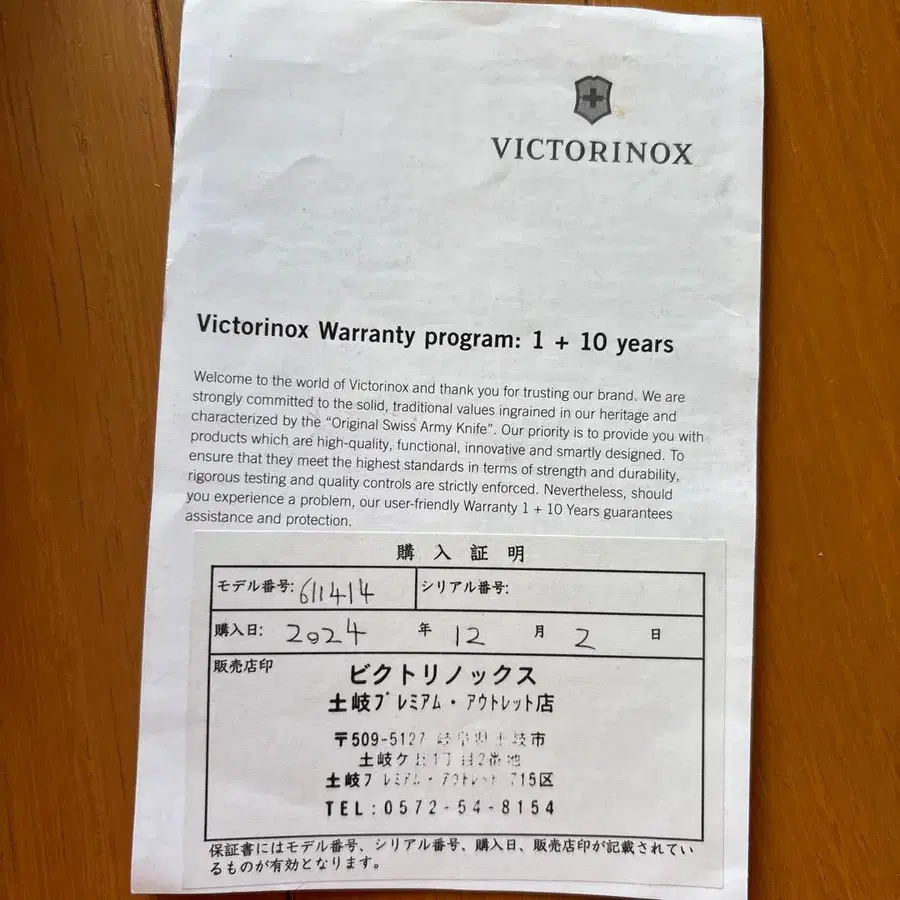 VICTORINOX
Victorinox Warranty program: 1 + 10 years
Welcome to the world of Victorinox and thank you for trusting our brand. We are
strongly committed to the solid, traditional values ingrained in our heritage and
characterized by the “Original Swiss Army Knife”. Our priority is to provide you with
products which are high-quality, functional, innovative and smartly designed. To
ensure that they meet the highest standards in terms of strength and durability,
rigorous testing and quality controls are strictly enforced. Nevertheless, should
you experience a problem, our user-friendly Warranty 1 + 10 Years guarantees
assistance and protection.
購入証明
モデル番号: 611414 シリアル番号:
購入日: 2024 年 12 月 2 日
販売店印
ビクトリノックス
土岐プレミアム・アウトレット店
〒509-5127 岐阜県土岐市
土岐ケ丘1丁目2番地
土岐プレミアム・アウトレット 715区
TEL:0572-54-8154
保証書にはモデル番号、シリアル番号、購入日、販売店印が記載されてい
るものが有効となります。